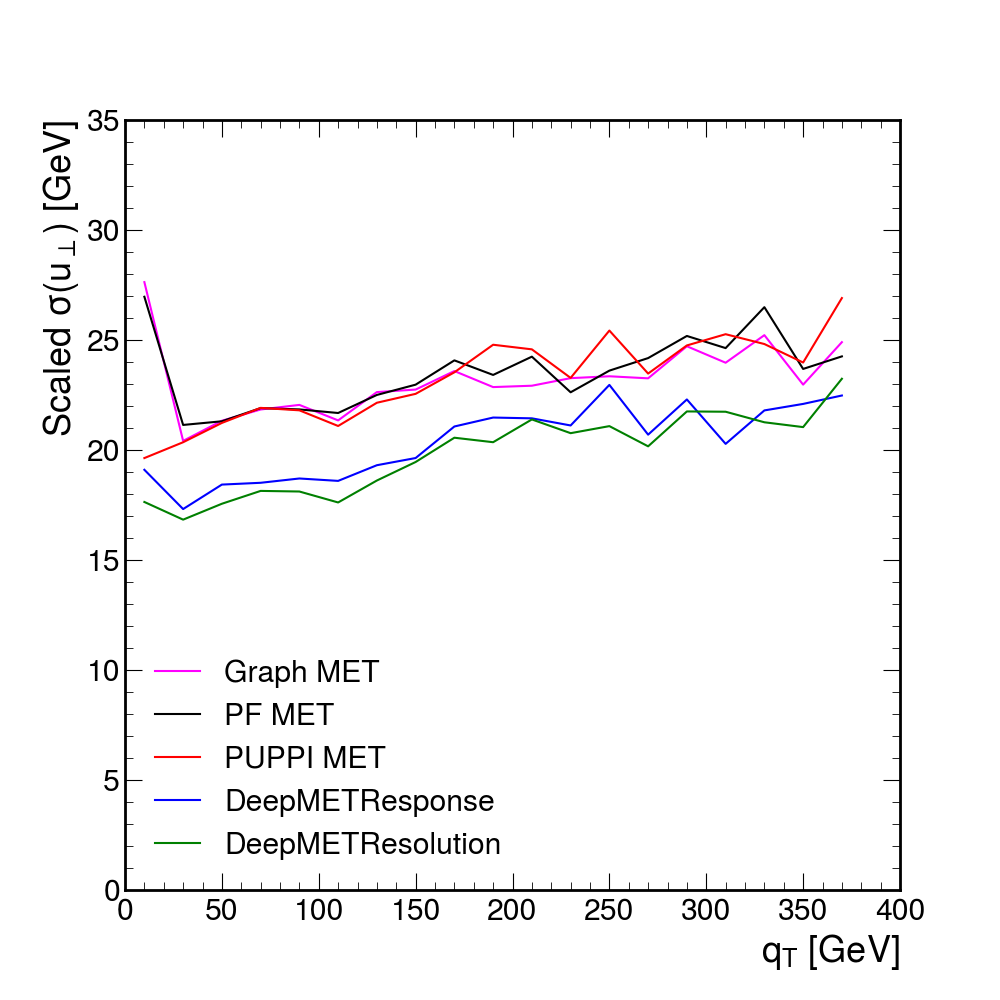 Scaled σ(u⊥) [GeV]
35
30
25
20
15
10
5
0
Graph MET
PF MET
PUPPI MET
DeepMETResponse
DeepMETResolution
0 50 100 150 200 250 300 350 400
qT [GeV]